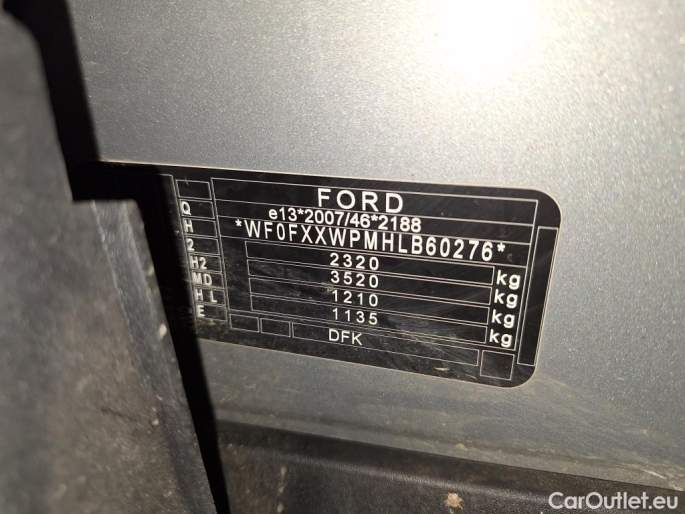 FORD
Q e13*2007/46*2188
H *WF0FXXWPMHLB60276*
2 2320 kg
H2 3520 kg
MD 1210 kg
H L 1135 kg
E DFK
CarOutlet.eu